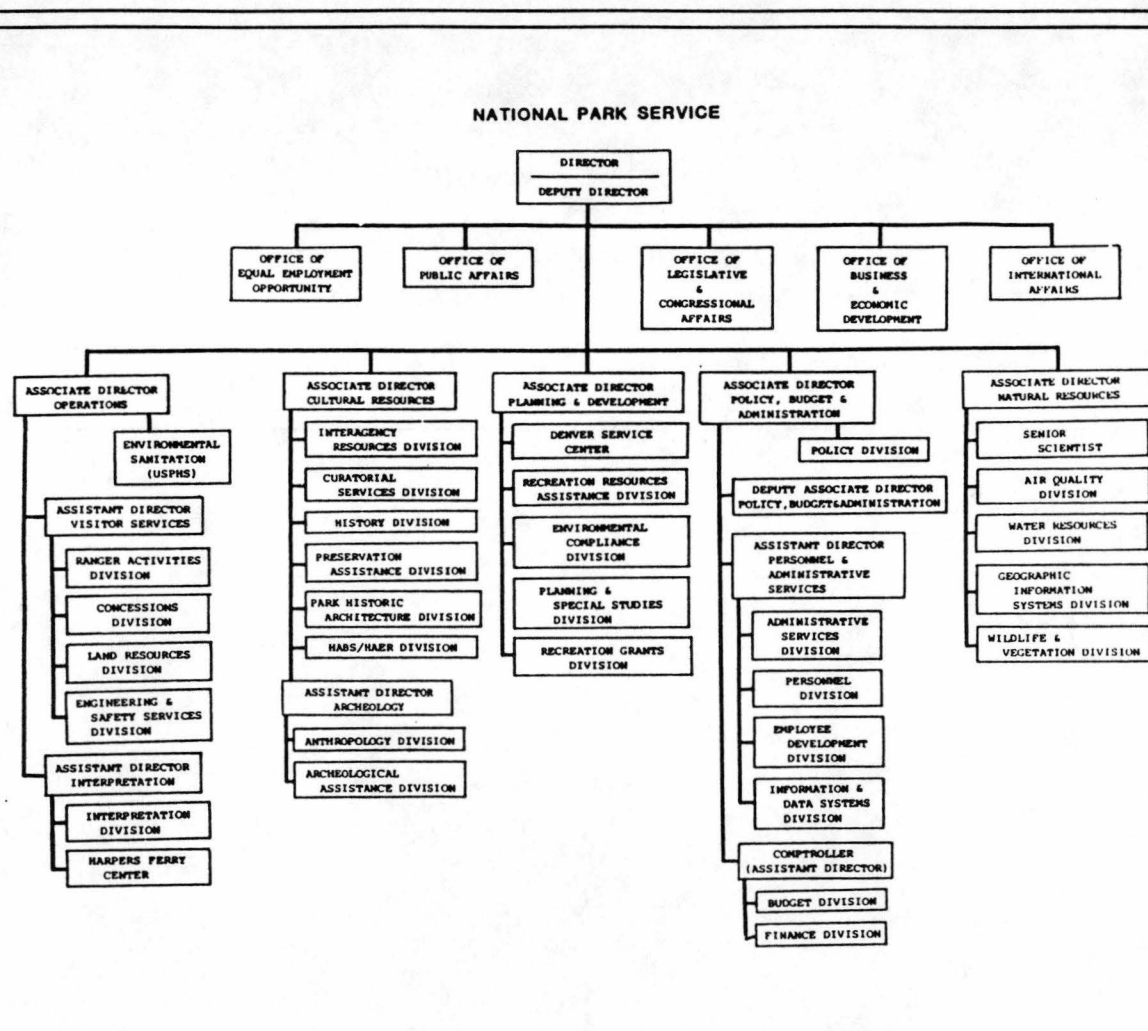 NATIONAL PARK SERVICE
DIRECTOR
DEPUTY DIRECTOR
OFFICE OF
EQUAL EMPLOYMENT
OPPORTUNITY
OFFICE OF
PUBLIC AFFAIRS
OFFICE OF
LEGISLATIVE
&
CONGRESSIONAL
AFFAIRS
OFFICE OF
BUSINESS
&
ECONOMIC
DEVELOPMENT
OFFICE OF
INTERNATIONAL
AFFAIRS
ASSOCIATE DIRECTOR
OPERATIONS
ENVIRONMENTAL
SANITATION
(USPHS)
ASSISTANT DIRECTOR
VISITOR SERVICES
RANGER ACTIVITIES
DIVISION
CONCESSIONS
DIVISION
LAND RESOURCES
DIVISION
ENGINEERING &
SAFETY SERVICES
DIVISION
ASSISTANT DIRECTOR
INTERPRETATION
INTERPRETATION
DIVISION
HARPERS FERRY
CENTER
ASSOCIATE DIRECTOR
CULTURAL RESOURCES
INTERAGENCY
RESOURCES DIVISION
CURATORIAL
SERVICES DIVISION
HISTORY DIVISION
PRESERVATION
ASSISTANCE DIVISION
PARK HISTORIC
ARCHITECTURE DIVISION
HABS/HAER DIVISION
ASSISTANT DIRECTOR
ARCHEOLOGY
ANTHROPOLOGY DIVISION
ARCHEOLOGICAL
ASSISTANCE DIVISION
ASSOCIATE DIRECTOR
PLANNING & DEVELOPMENT
DENVER SERVICE
CENTER
RECREATION RESOURCES
ASSISTANCE DIVISION
ENVIRONMENTAL
COMPLIANCE
DIVISION
PLANNING &
SPECIAL STUDIES
DIVISION
RECREATION GRANTS
DIVISION
ASSOCIATE DIRECTOR
POLICY, BUDGET &
ADMINISTRATION
POLICY DIVISION
DEPUTY ASSOCIATE DIRECTOR
POLICY,BUDGET&ADMINISTRATION
ASSISTANT DIRECTOR
PERSONNEL &
ADMINISTRATIVE
SERVICES
ADMINISTRATIVE
SERVICES
DIVISION
PERSONNEL
DIVISION
EMPLOYEE
DEVELOPMENT
DIVISION
INFORMATION &
DATA SYSTEMS
DIVISION
COMPTROLLER
(ASSISTANT DIRECTOR)
BUDGET DIVISION
FINANCE DIVISION
ASSOCIATE DIRECTOR
NATURAL RESOURCES
SENIOR
SCIENTIST
AIR QUALITY
DIVISION
WATER RESOURCES
DIVISION
GEOGRAPHIC
INFORMATION
SYSTEMS DIVISION
WILDLIFE &
VEGETATION DIVISION